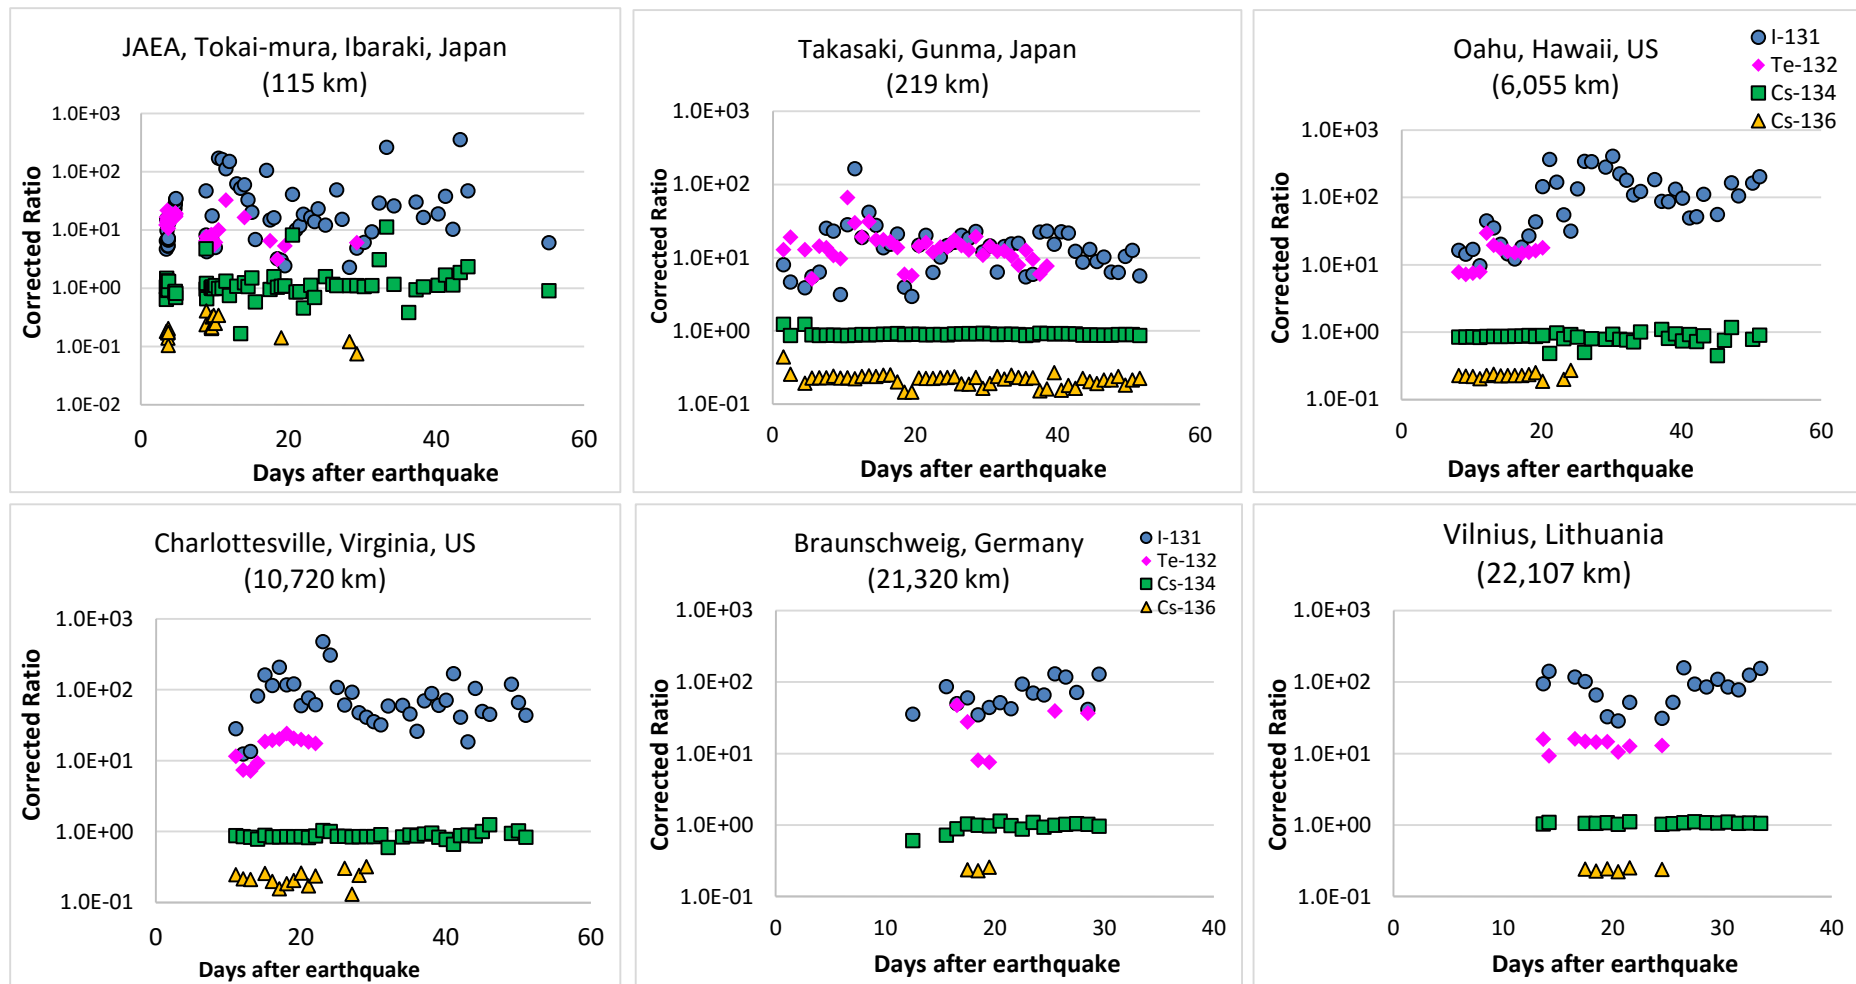 JAEA, Tokai-mura, Ibaraki, Japan
(115 km)
Corrected Ratio
1.0E+03
1.0E+02
1.0E+01
1.0E+00
1.0E-01
1.0E-02
0 20 40 60
Days after earthquake
Takasaki, Gunma, Japan
(219 km)
Corrected Ratio
1.0E+03
1.0E+02
1.0E+01
1.0E+00
1.0E-01
0 20 40 60
Days after earthquake
Oahu, Hawaii, US
(6,055 km)
I-131
Te-132
Cs-134
Cs-136
Corrected Ratio
1.0E+03
1.0E+02
1.0E+01
1.0E+00
1.0E-01
0 20 40 60
Days after earthquake
Charlottesville, Virginia, US
(10,720 km)
Corrected Ratio
1.0E+03
1.0E+02
1.0E+01
1.0E+00
1.0E-01
0 20 40 60
Days after earthquake
Braunschweig, Germany
(21,320 km)
I-131
Te-132
Cs-134
Cs-136
Corrected Ratio
1.0E+03
1.0E+02
1.0E+01
1.0E+00
1.0E-01
0 10 20 30 40
Days after earthquake
Vilnius, Lithuania
(22,107 km)
Corrected Ratio
1.0E+03
1.0E+02
1.0E+01
1.0E+00
1.0E-01
0 10 20 30 40
Days after earthquake